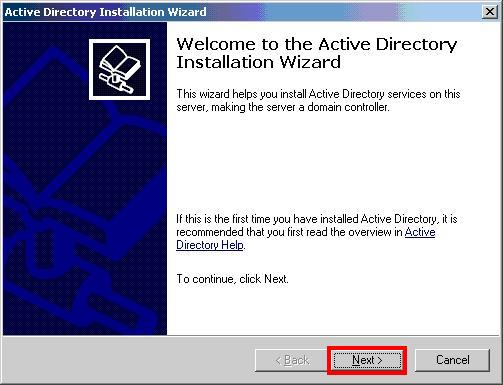 Active Directory Installation Wizard
Welcome to the Active Directory
Installation Wizard
This wizard helps you install Active Directory services on this
server, making the server a domain controller.
If this is the first time you have installed Active Directory, it is
recommended that you first read the overview in Active
Directory Help.
To continue, click Next.
< Back Next > Cancel